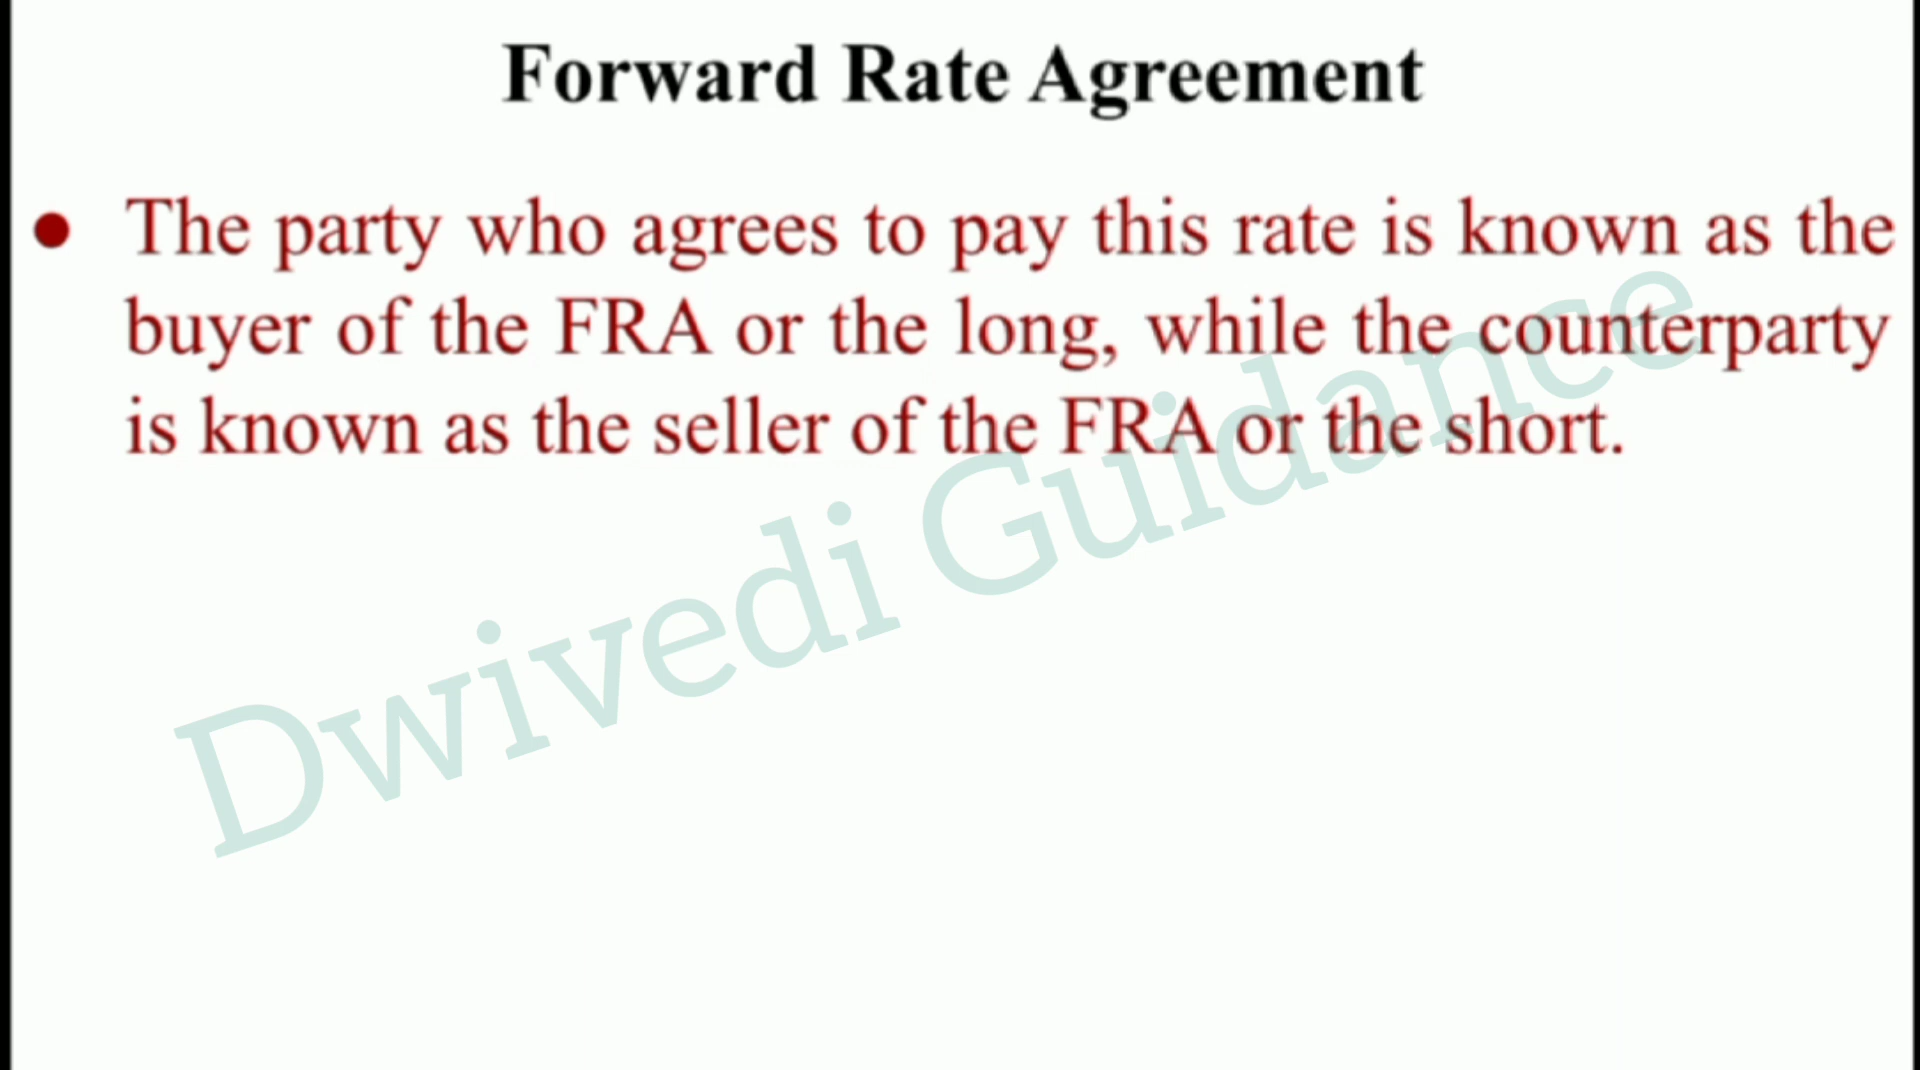 Forward Rate Agreement
● The party who agrees to pay this rate is known as the
buyer of the FRA or the long, while the counterparty
is known as the seller of the FRA or the short.
Dwivedi Guidance